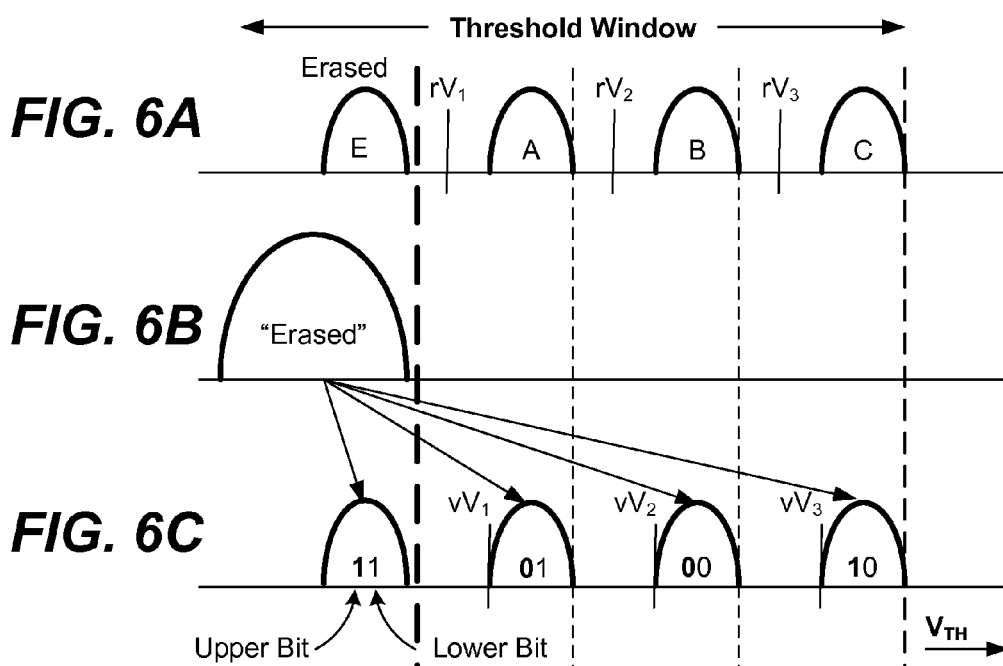 Threshold Window
Erased
rV₁ rV₂ rV₃
FIG. 6A
E A B C
FIG. 6B
“Erased”
vV₁ vV₂ vV₃
FIG. 6C
11 01 00 10
Upper Bit Lower Bit
V_TH